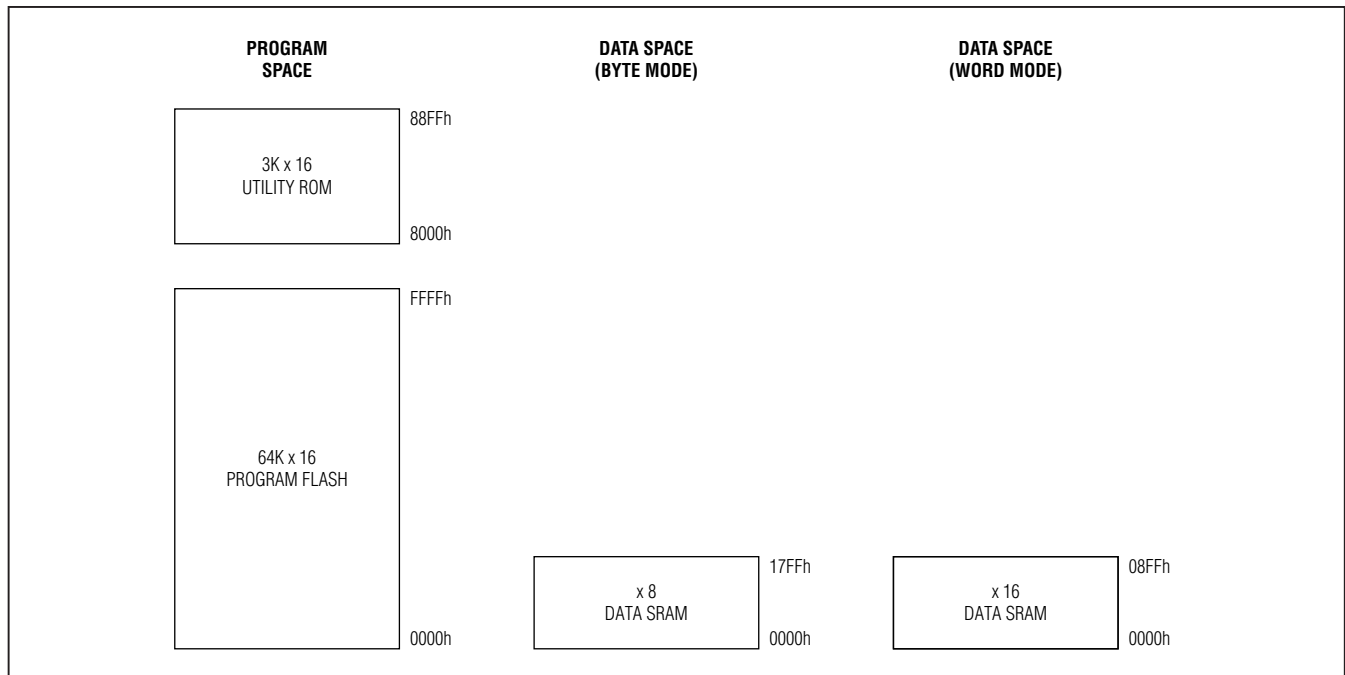 PROGRAM
SPACE
DATA SPACE
(BYTE MODE)
DATA SPACE
(WORD MODE)
88FFh
3K x 16
UTILITY ROM
8000h
FFFFh
64K x 16
PROGRAM FLASH
0000h
17FFh
x 8
DATA SRAM
0000h
08FFh
x 16
DATA SRAM
0000h